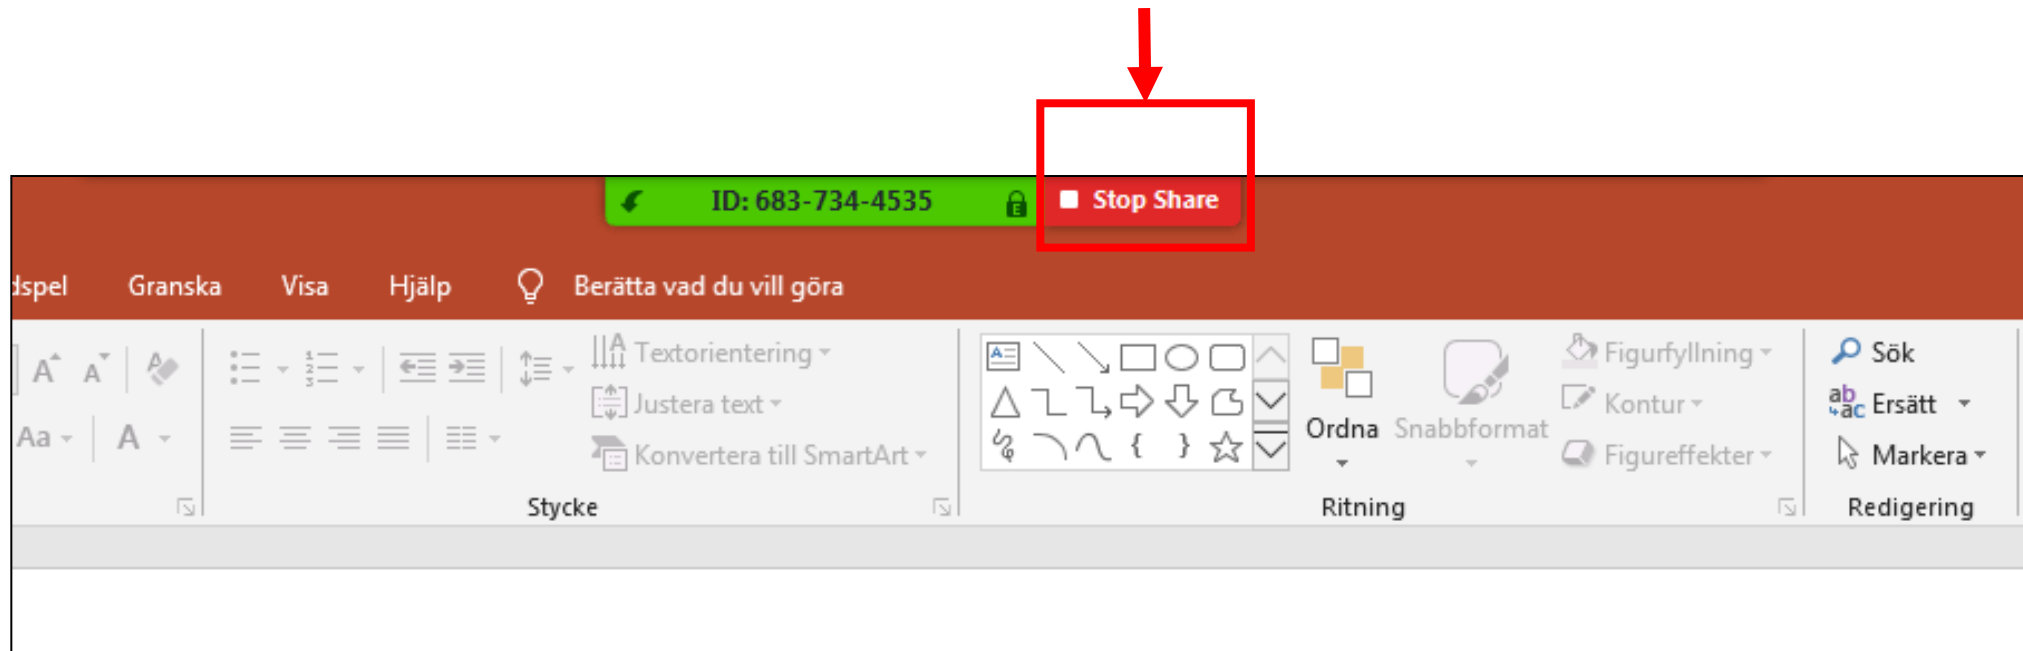 ID: 683-734-4535 Stop Share
Granska Visa Hjälp Berätta vad du vill göra
Textorientering Figurfyllning Sök
Justera text Kontur Ersätt
Aa A Ordna Snabbformat
Konvertera till SmartArt Figureffekter Markera
Stycke Ritning Redigering